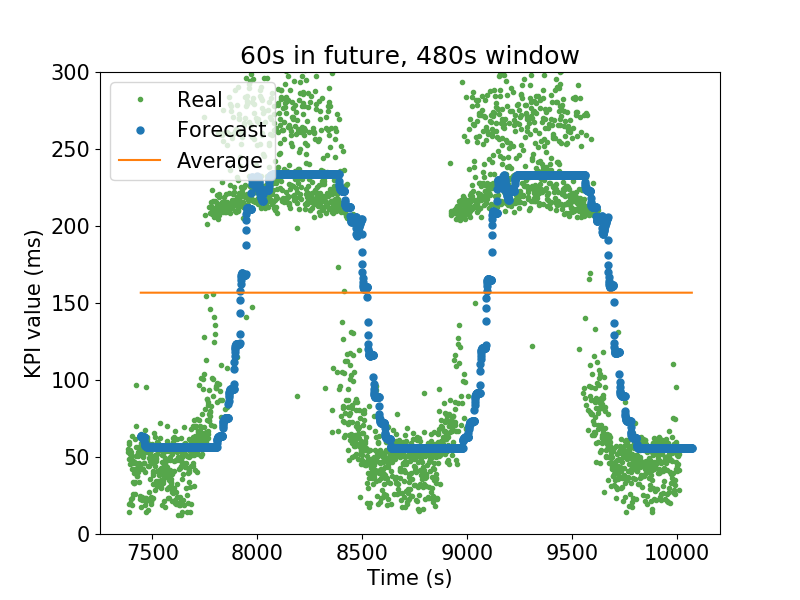 60s in future, 480s window
300
250
200
150
100
50
0
KPI value (ms)
Real
Forecast
Average
7500
8000
8500
9000
9500
10000
Time (s)